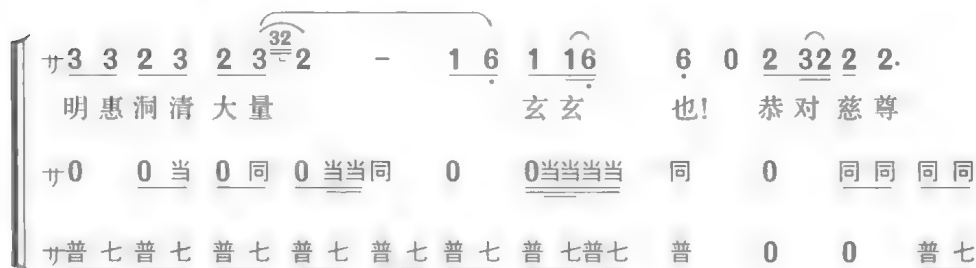 サ3 3 2 3 2 3 32 2 - 1 6 1 16 6 0 2 32 2 2.
明惠洞清大量 玄玄 也! 恭对慈尊
サ0 0 当 0 同 0 当当同 0 0当当当当 同 0 同 同 同 同
サ普 七 普 七 普 七 普 七 普 七 普 七 普 七普七 普 0 0 普 七